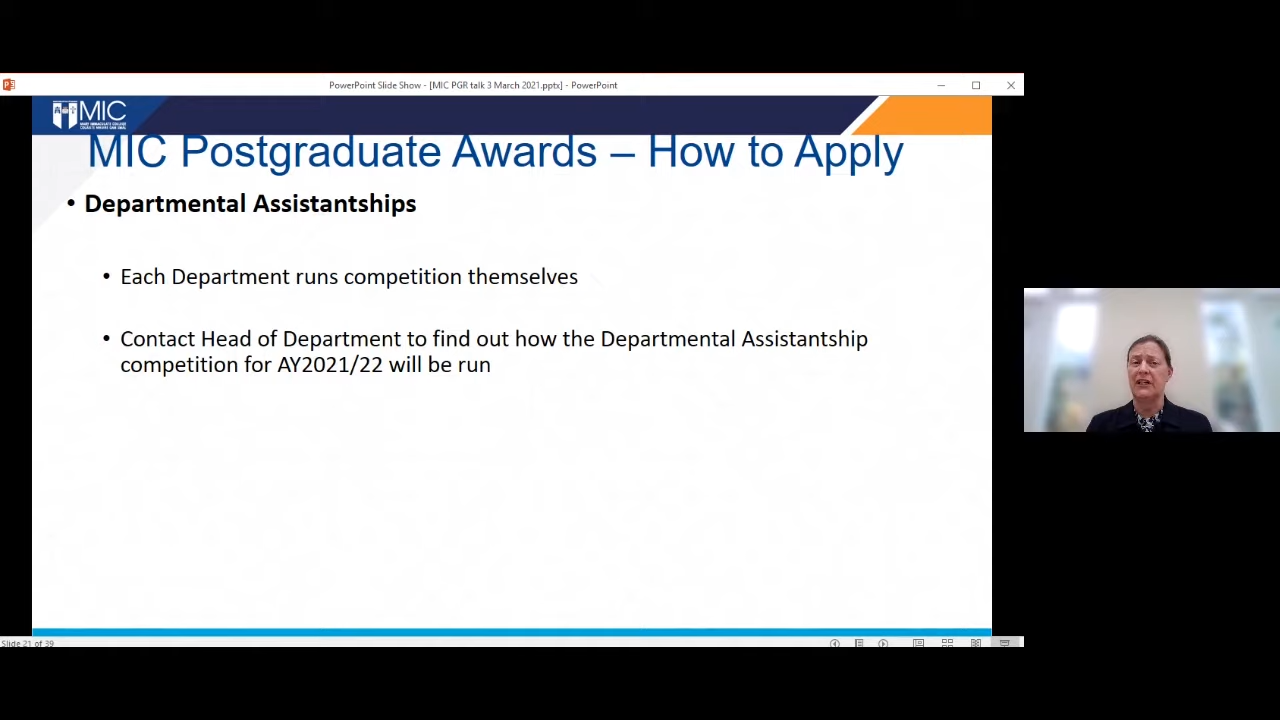 PowerPoint Slide Show - [MIC PGR talk 3 March 2021.pptx] - PowerPoint
MIC
MIC Postgraduate Awards – How to Apply
• Departmental Assistantships
• Each Department runs competition themselves
• Contact Head of Department to find out how the Departmental Assistantship
competition for AY2021/22 will be run
Slide 21 of 39